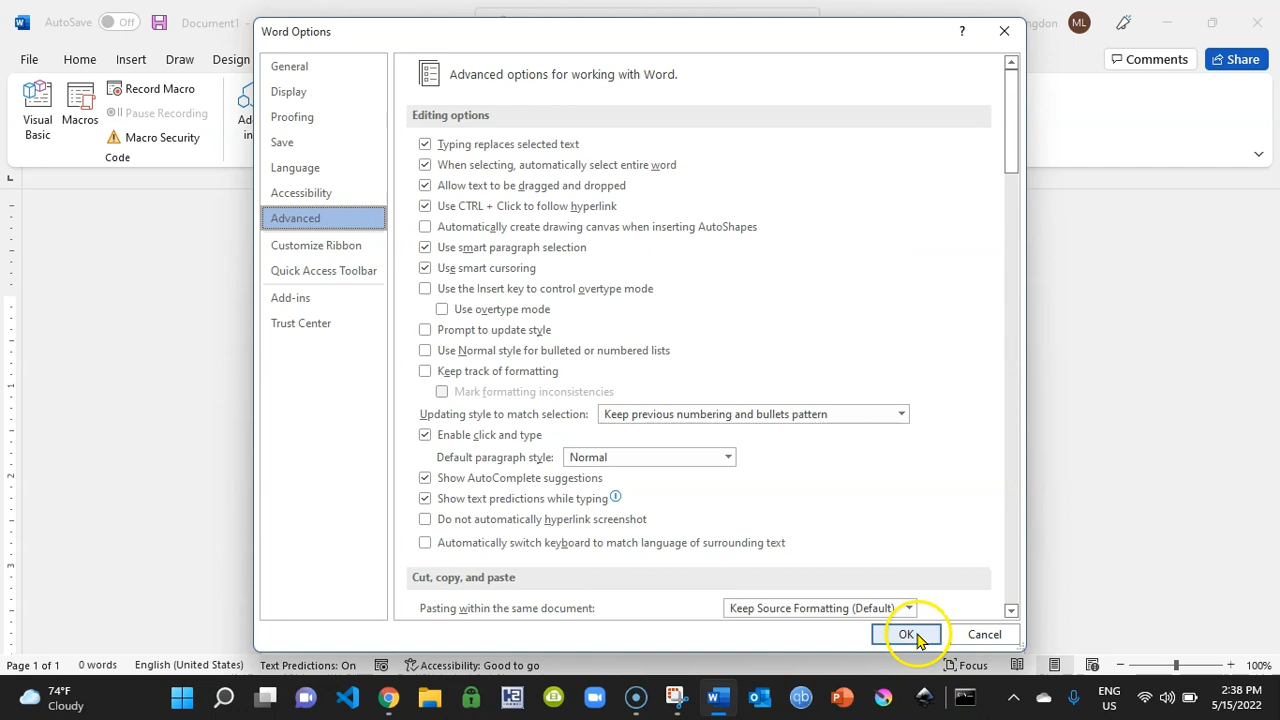 AutoSave Off Document1 ngdon ML
File Home Insert Draw Design Comments Share
Visual Basic
Macros
Record Macro
Pause Recording
Macro Security
Code
Word Options
General
Display
Proofing
Save
Language
Accessibility
Advanced
Customize Ribbon
Quick Access Toolbar
Add-ins
Trust Center
Advanced options for working with Word.
Editing options
Typing replaces selected text
When selecting, automatically select entire word
Allow text to be dragged and dropped
Use CTRL + Click to follow hyperlink
Automatically create drawing canvas when inserting AutoShapes
Use smart paragraph selection
Use smart cursoring
Use the Insert key to control overtype mode
Use overtype mode
Prompt to update style
Use Normal style for bulleted or numbered lists
Keep track of formatting
Mark formatting inconsistencies
Updating style to match selection: Keep previous numbering and bullets pattern
Enable click and type
Default paragraph style: Normal
Show AutoComplete suggestions
Show text predictions while typing
Do not automatically hyperlink screenshot
Automatically switch keyboard to match language of surrounding text
Cut, copy, and paste
Pasting within the same document: Keep Source Formatting (Default)
OK Cancel
Page 1 of 1 0 words English (United States) Text Predictions: On Accessibility: Good to go Focus 100%
74°F
Cloudy
ENG
US
2:38 PM
5/15/2022